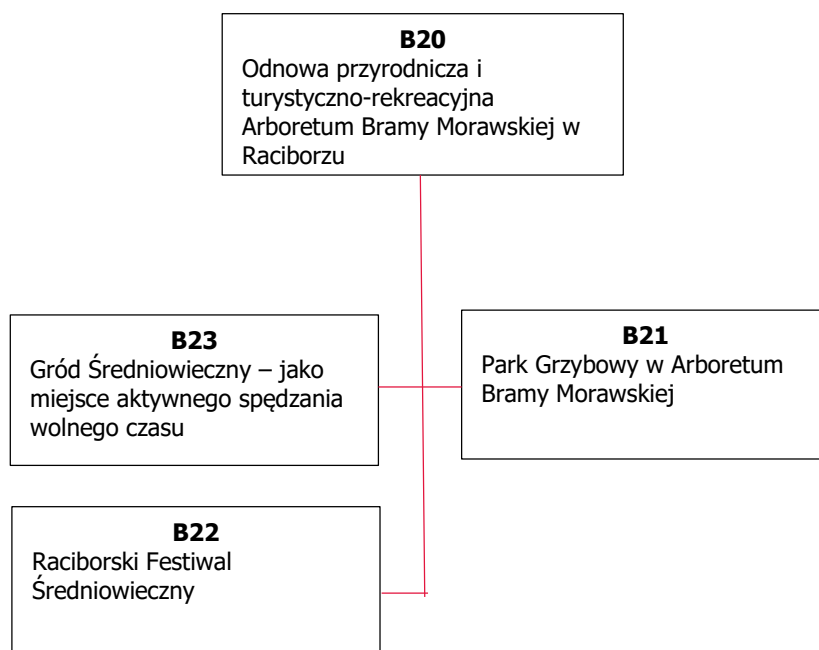 B20
Odnowa przyrodnicza i
turystyczno-rekreacyjna
Arboretum Bramy Morawskiej w
Raciborzu
B23
Gród Średniowieczny – jako
miejsce aktywnego spędzania
wolnego czasu
B21
Park Grzybowy w Arboretum
Bramy Morawskiej
B22
Raciborski Festiwal
Średniowieczny